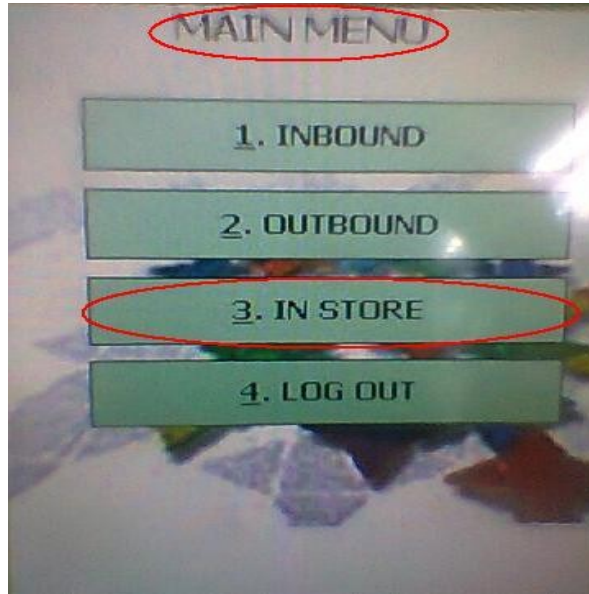 MAIN MENU
1. INBOUND
2. OUTBOUND
3. IN STORE
4. LOG OUT